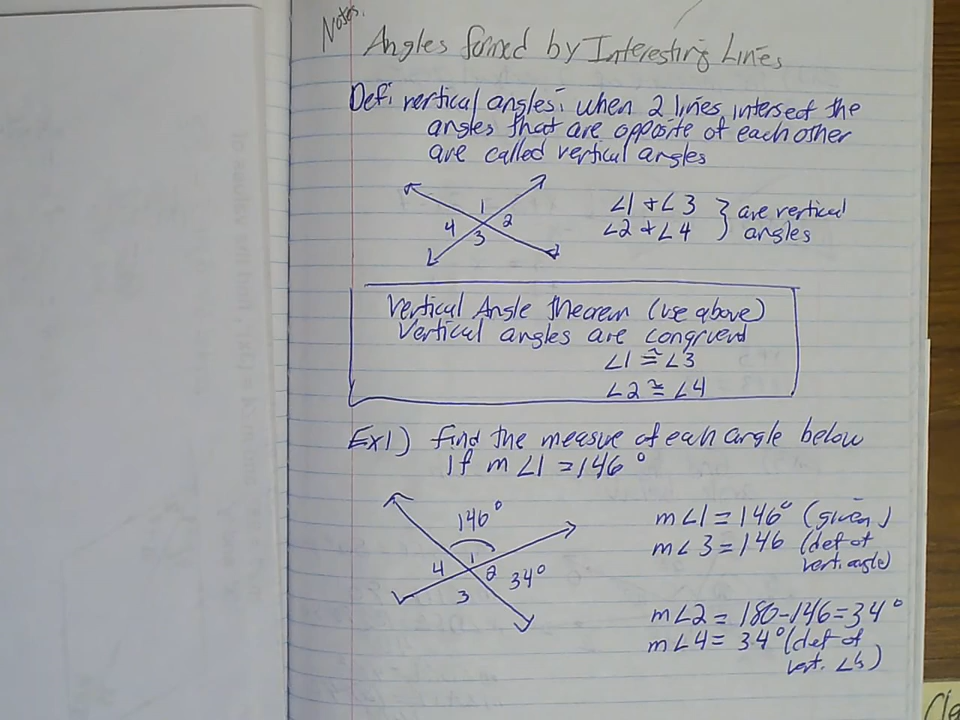 Notes.
Angles formed by Interesting Lines
Def: vertical angles: when 2 lines intersect the
angles that are opposite of each other
are called vertical angles
1
4 2
3
∠1 + ∠3 } are vertical
∠2 + ∠4 angles
Vertical Angle Theorem (use above)
Vertical angles are congruent
∠1 ≅ ∠3
∠2 ≅ ∠4
Ex1) Find the measure of each angle below
If m∠1 = 146°
146°
4 1 2 34°
3
m∠1 = 146° (given)
m∠3 = 146 (def of
vert. angle)
m∠2 = 180-146 = 34°
m∠4 = 34° (def of
vert. ∠s)